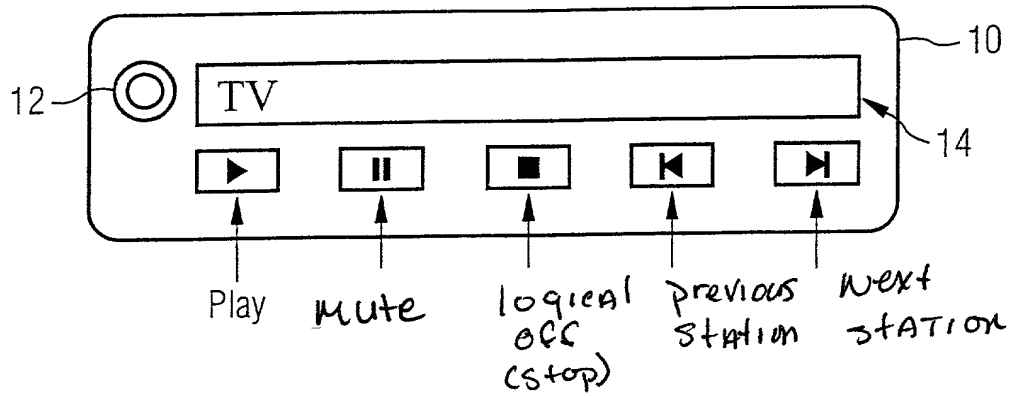 10
12
TV
14
Play
Mute
logical
off
(stop)
previous
station
Next
station